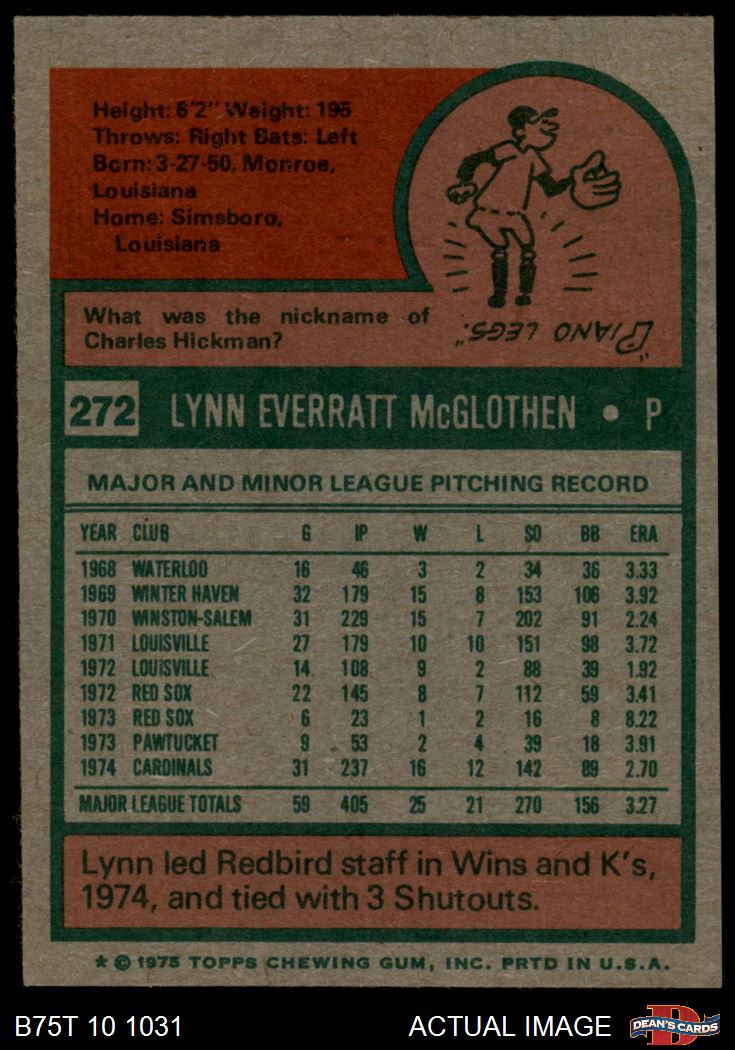 Height: 6'2" Weight: 195
Throws: Right Bats: Left
Born: 3-27-50, Monroe,
Louisiana
Home: Simsboro,
Louisiana
What was the nickname of
Charles Hickman?
"PIANO LEGS."
272 LYNN EVERRATT McGLOTHEN • P
MAJOR AND MINOR LEAGUE PITCHING RECORD
YEAR CLUB G IP W L SO BB ERA
1968 WATERLOO 16 46 3 2 34 36 3.33
1969 WINTER HAVEN 32 179 15 8 153 106 3.92
1970 WINSTON-SALEM 31 229 15 7 202 91 2.24
1971 LOUISVILLE 27 179 10 10 151 98 3.72
1972 LOUISVILLE 14 108 9 2 88 39 1.92
1972 RED SOX 22 145 8 7 112 59 3.41
1973 RED SOX 6 23 1 2 16 8 8.22
1973 PAWTUCKET 9 53 2 4 39 18 3.91
1974 CARDINALS 31 237 16 12 142 89 2.70
MAJOR LEAGUE TOTALS 59 405 25 21 270 156 3.27
Lynn led Redbird staff in Wins and K's,
1974, and tied with 3 Shutouts.
* © 1975 TOPPS CHEWING GUM, INC. PRTD IN U.S.A.
B75T 10 1031 ACTUAL IMAGE
D
DEAN'S CARDS